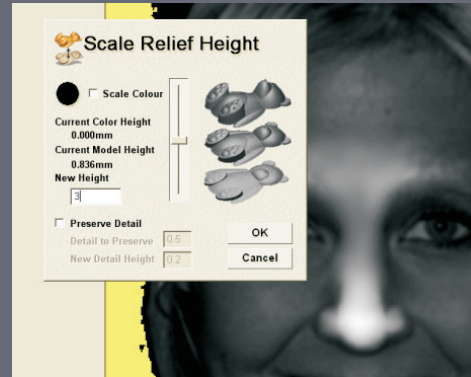 Scale Relief Height
Scale Colour
Current Color Height
0.000mm
Current Model Height
0.836mm
New Height
3
Preserve Detail
Detail to Preserve 0.5
New Detail Height 0.2
OK
Cancel